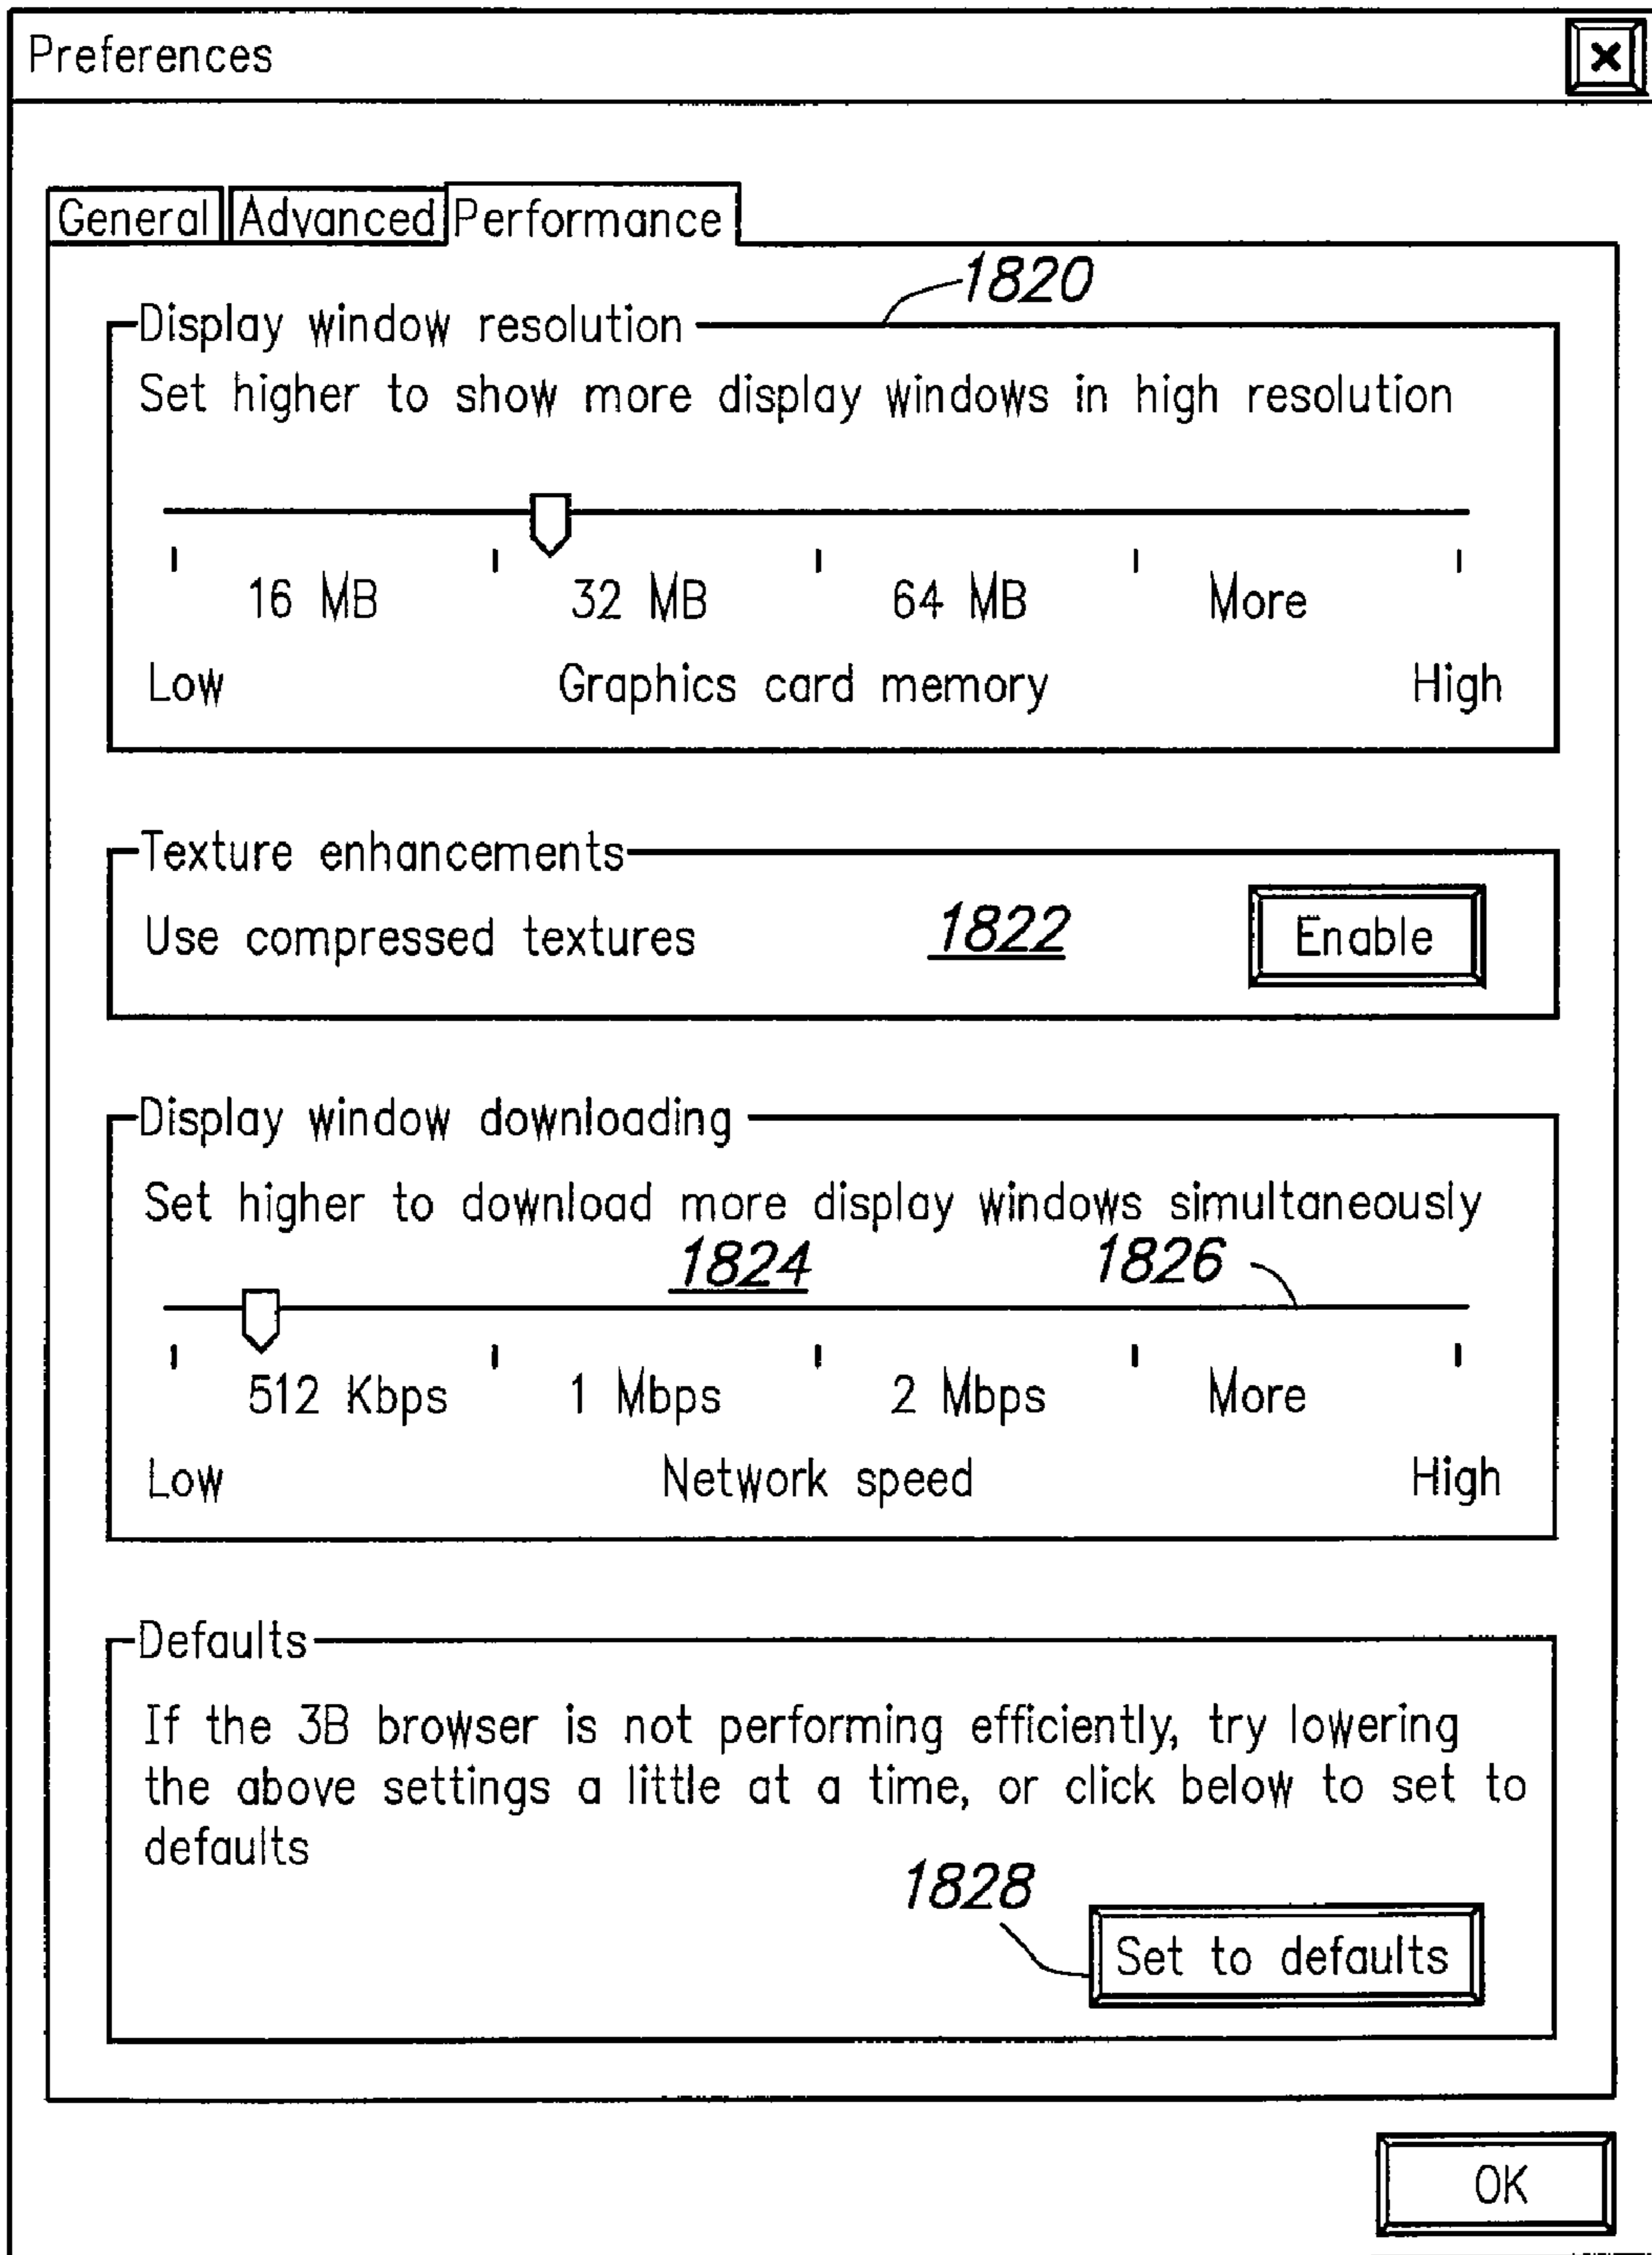 Preferences
General Advanced Performance
1820
Display window resolution
Set higher to show more display windows in high resolution
16 MB 32 MB 64 MB More
Low Graphics card memory High
Texture enhancements
Use compressed textures 1822 Enable
Display window downloading
Set higher to download more display windows simultaneously
1824 1826
512 Kbps 1 Mbps 2 Mbps More
Low Network speed High
Defaults
If the 3B browser is not performing efficiently, try lowering
the above settings a little at a time, or click below to set to
defaults
1828
Set to defaults
OK